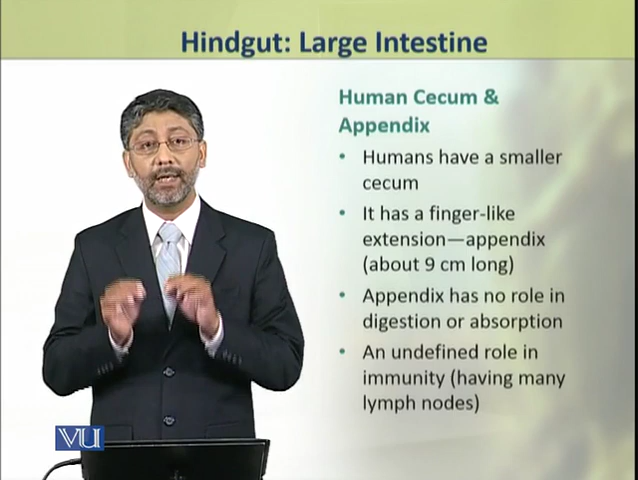 Hindgut: Large Intestine
Human Cecum &
Appendix
• Humans have a smaller
cecum
• It has a finger-like
extension—appendix
(about 9 cm long)
• Appendix has no role in
digestion or absorption
• An undefined role in
immunity (having many
lymph nodes)
VU